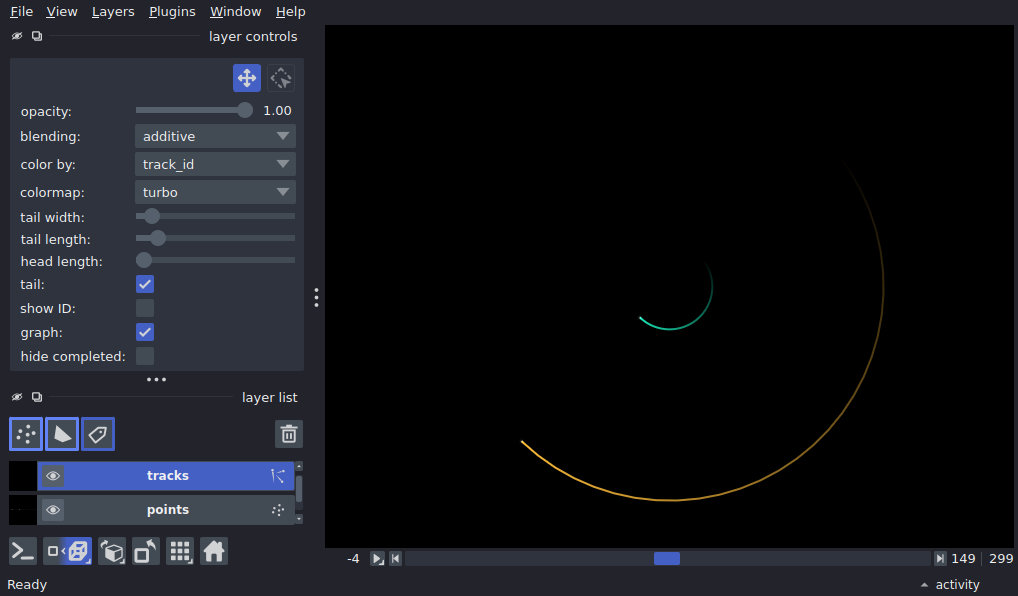 File View Layers Plugins Window Help
layer controls
opacity: 1.00
blending: additive
color by: track_id
colormap: turbo
tail width:
tail length:
head length:
tail:
show ID:
graph:
hide completed:
layer list
tracks
points
-4 149 299
Ready activity